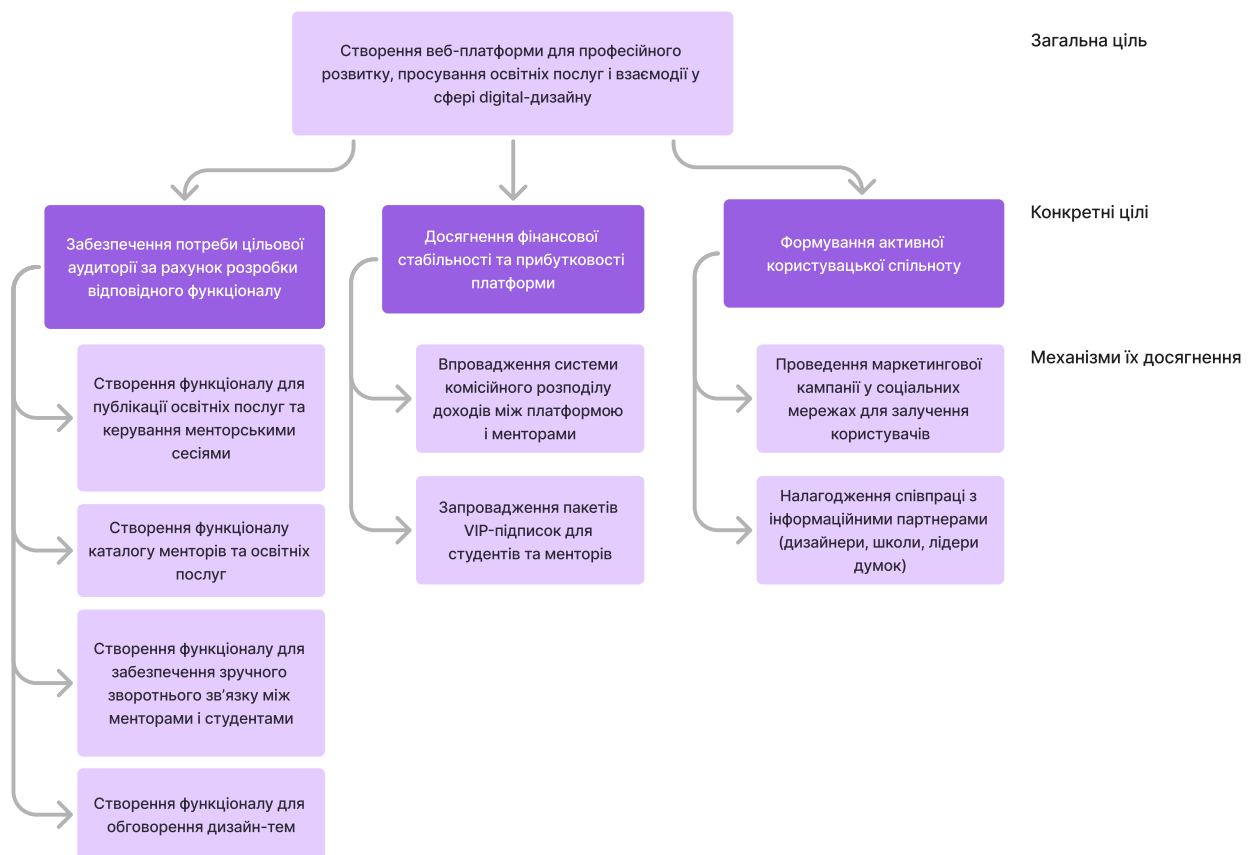 Створення веб-платформи для професійного
розвитку, просування освітніх послуг і взаємодії у
сфері digital-дизайну
Загальна ціль
Забезпечення потреби цільової
аудиторії за рахунок розробки
відповідного функціоналу
Досягнення фінансової
стабільності та прибутковості
платформи
Формування активної
користувацької спільноту
Конкретні цілі
Створення функціоналу для
публікації освітніх послуг та
керування менторськими
сесіями
Створення функціоналу
каталогу менторів та освітніх
послуг
Створення функціоналу для
забезпечення зручного
зворотнього зв’язку між
менторами і студентами
Створення функціоналу для
обговорення дизайн-тем
Впровадження системи
комісійного розподілу
доходів між платформою
і менторами
Запровадження пакетів
VIP-підписок для
студентів та менторів
Проведення маркетингової
кампанії у соціальних
мережах для залучення
користувачів
Налагодження співпраці з
інформаційними партнерами
(дизайнери, школи, лідери
думок)
Механізми їх досягнення